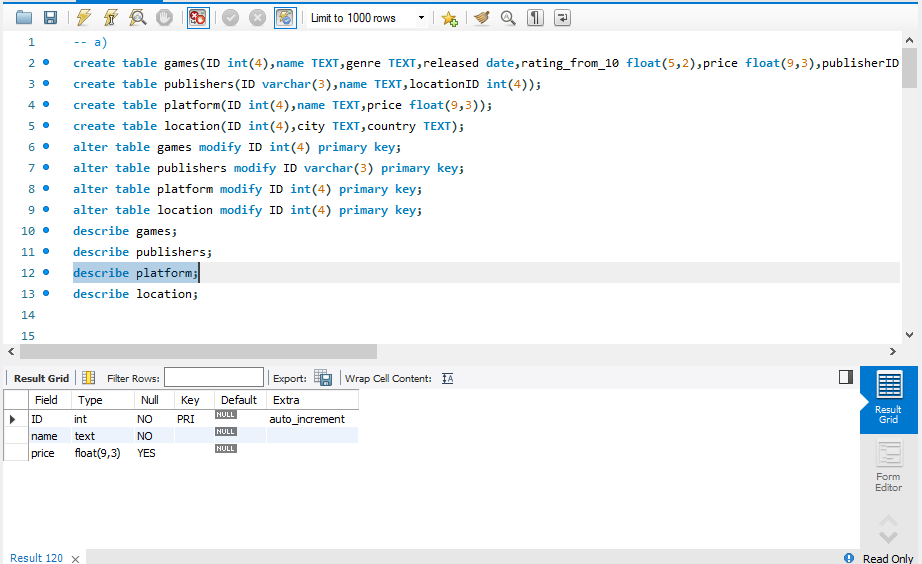 Limit to 1000 rows
1 -- a)
2 create table games(ID int(4),name TEXT,genre TEXT,released date,rating_from_10 float(5,2),price float(9,3),publisherID
3 create table publishers(ID varchar(3),name TEXT,locationID int(4));
4 create table platform(ID int(4),name TEXT,price float(9,3));
5 create table location(ID int(4),city TEXT,country TEXT);
6 alter table games modify ID int(4) primary key;
7 alter table publishers modify ID varchar(3) primary key;
8 alter table platform modify ID int(4) primary key;
9 alter table location modify ID int(4) primary key;
10 describe games;
11 describe publishers;
12 describe platform;
13 describe location;
14
15
Result Grid Filter Rows: Export: Wrap Cell Content: IA
Field Type Null Key Default Extra
ID int NO PRI NULL auto_increment
name text NO NULL
price float(9,3) YES NULL
Result
Grid
Form
Editor
Result 120 Read Only